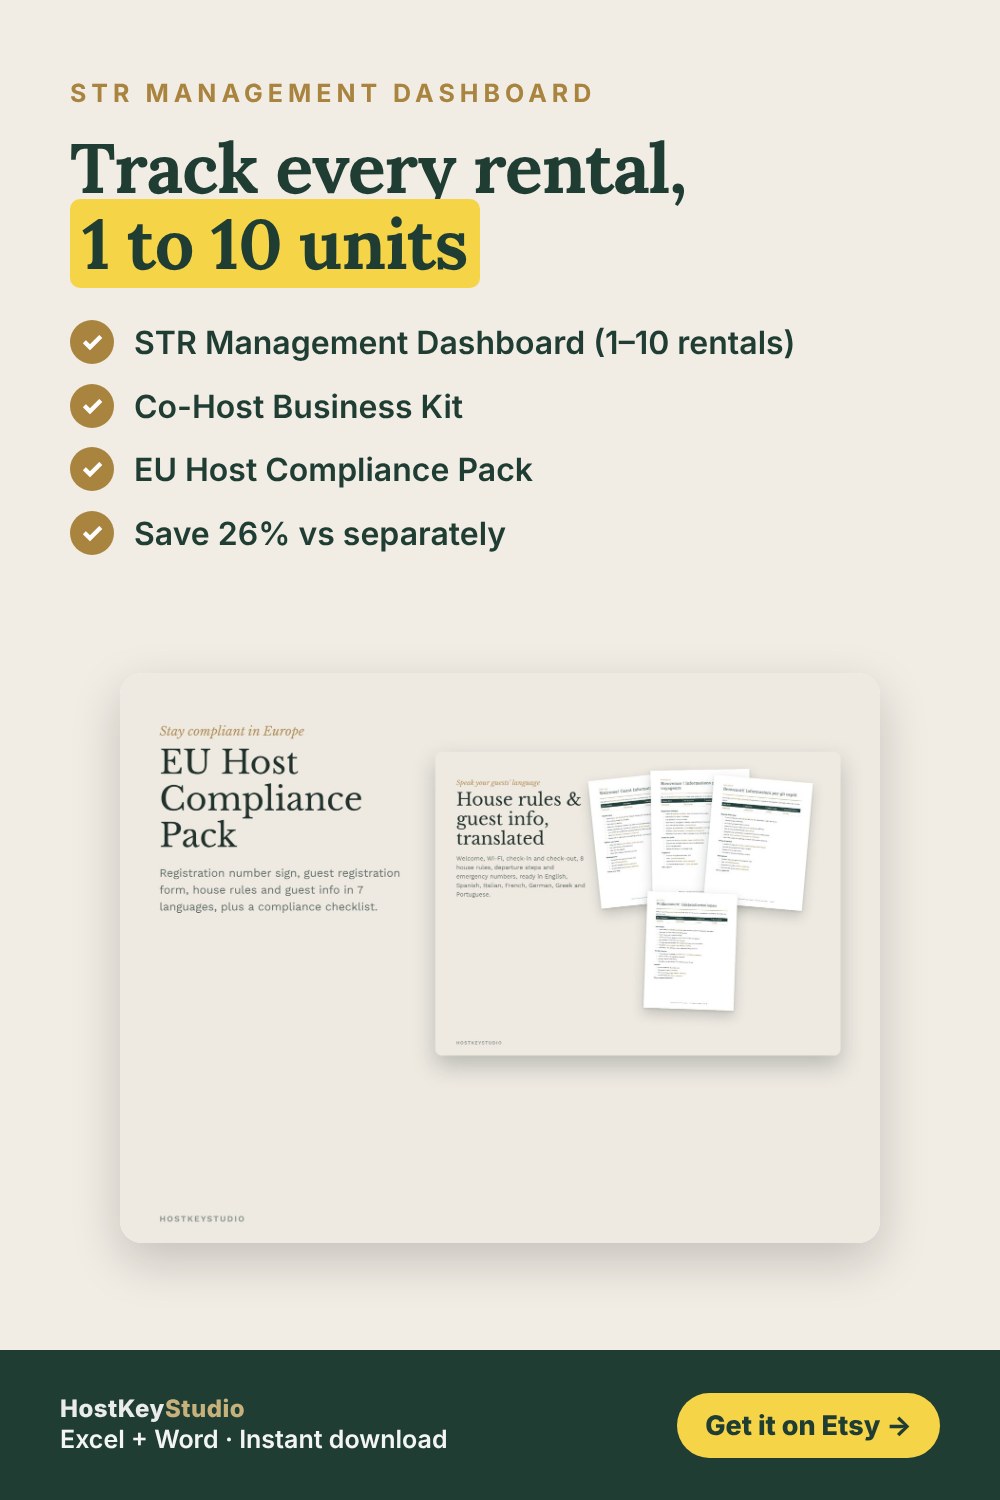 STR MANAGEMENT DASHBOARD
Track every rental,
1 to 10 units
STR Management Dashboard (1–10 rentals)
Co-Host Business Kit
EU Host Compliance Pack
Save 26% vs separately
Stay compliant in Europe
EU Host
Compliance
Pack
Registration number sign, guest registration
form, house rules and guest info in 7
languages, plus a compliance checklist.
Speak your guests' language
House rules &
guest info,
translated
Welcome, Wi-Fi, check-in and check-out, 8
house rules, departure steps and
emergency numbers, ready in English,
Spanish, Italian, French, German, Greek and
Portuguese.
HOSTKEYSTUDIO
HOSTKEYSTUDIO
HostKeyStudio
Excel + Word · Instant download
Get it on Etsy →